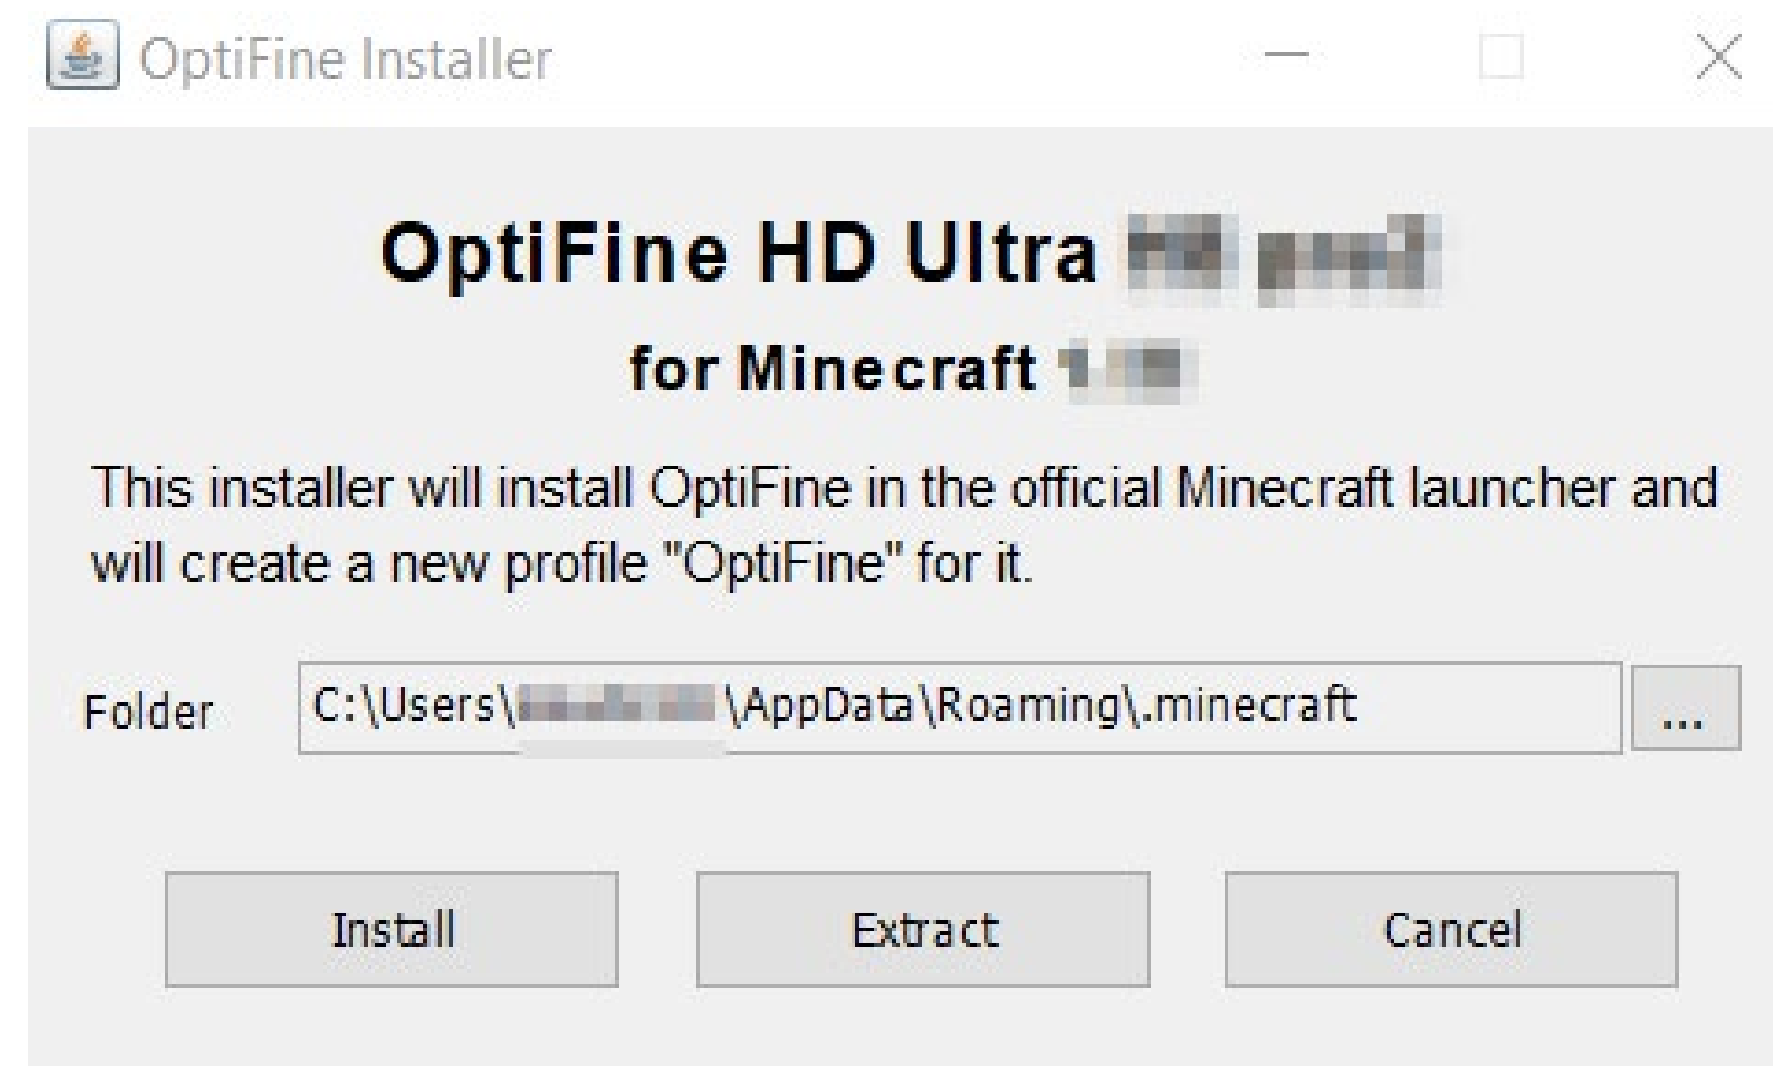 OptiFine Installer
OptiFine HD Ultra
for Minecraft
This installer will install OptiFine in the official Minecraft launcher and
will create a new profile "OptiFine" for it.
Folder C:\Users\ \AppData\Roaming\.minecraft ...
Install Extract Cancel